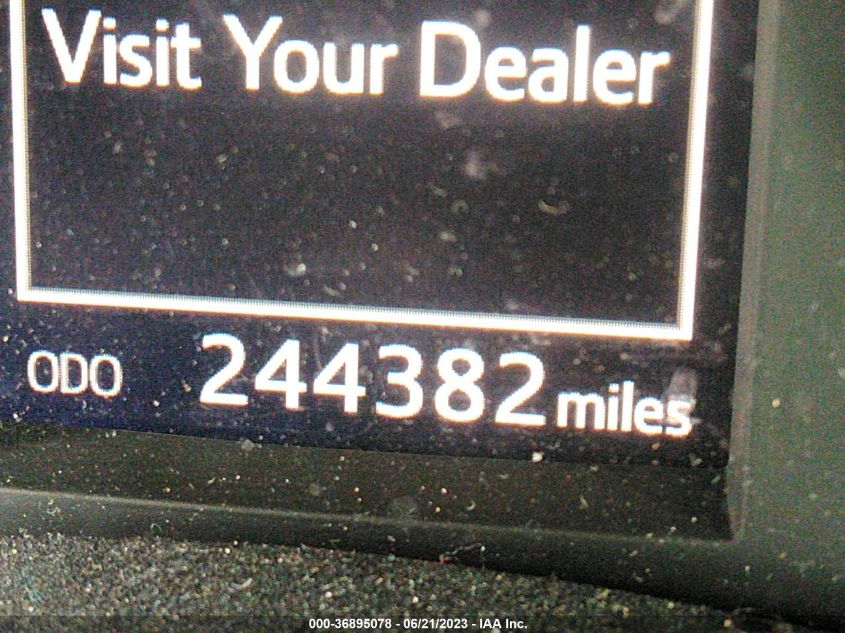 Visit Your Dealer
ODO 244382 miles
000-36895078 - 06/21/2023 - IAA Inc.